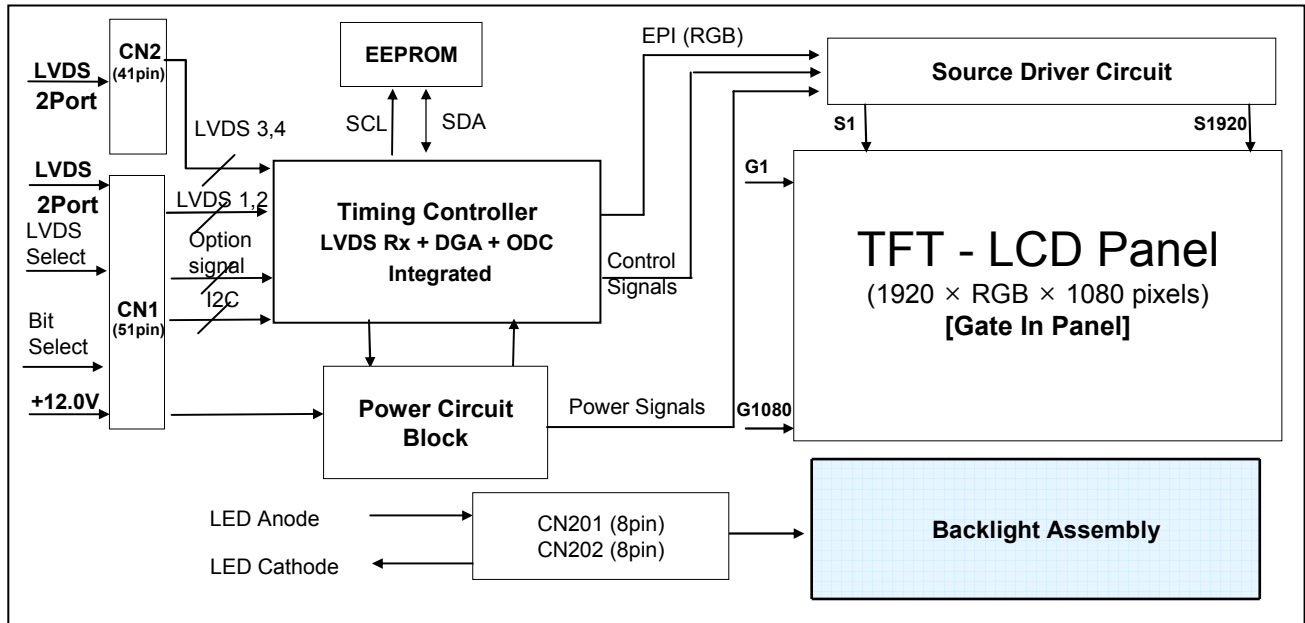 CN2
(41pin)
LVDS
2Port
EEPROM
EPI (RGB)
Source Driver Circuit
SCL
SDA
S1
S1920
LVDS 3,4
LVDS
2Port
LVDS 1,2
G1
Timing Controller
LVDS Rx + DGA + ODC
Integrated
LVDS
Select
Option
signal
Control
Signals
TFT - LCD Panel
(1920 × RGB × 1080 pixels)
[Gate In Panel]
CN1
(51pin)
I2C
Bit
Select
+12.0V
Power Circuit
Block
Power Signals
G1080
LED Anode
LED Cathode
CN201 (8pin)
CN202 (8pin)
Backlight Assembly